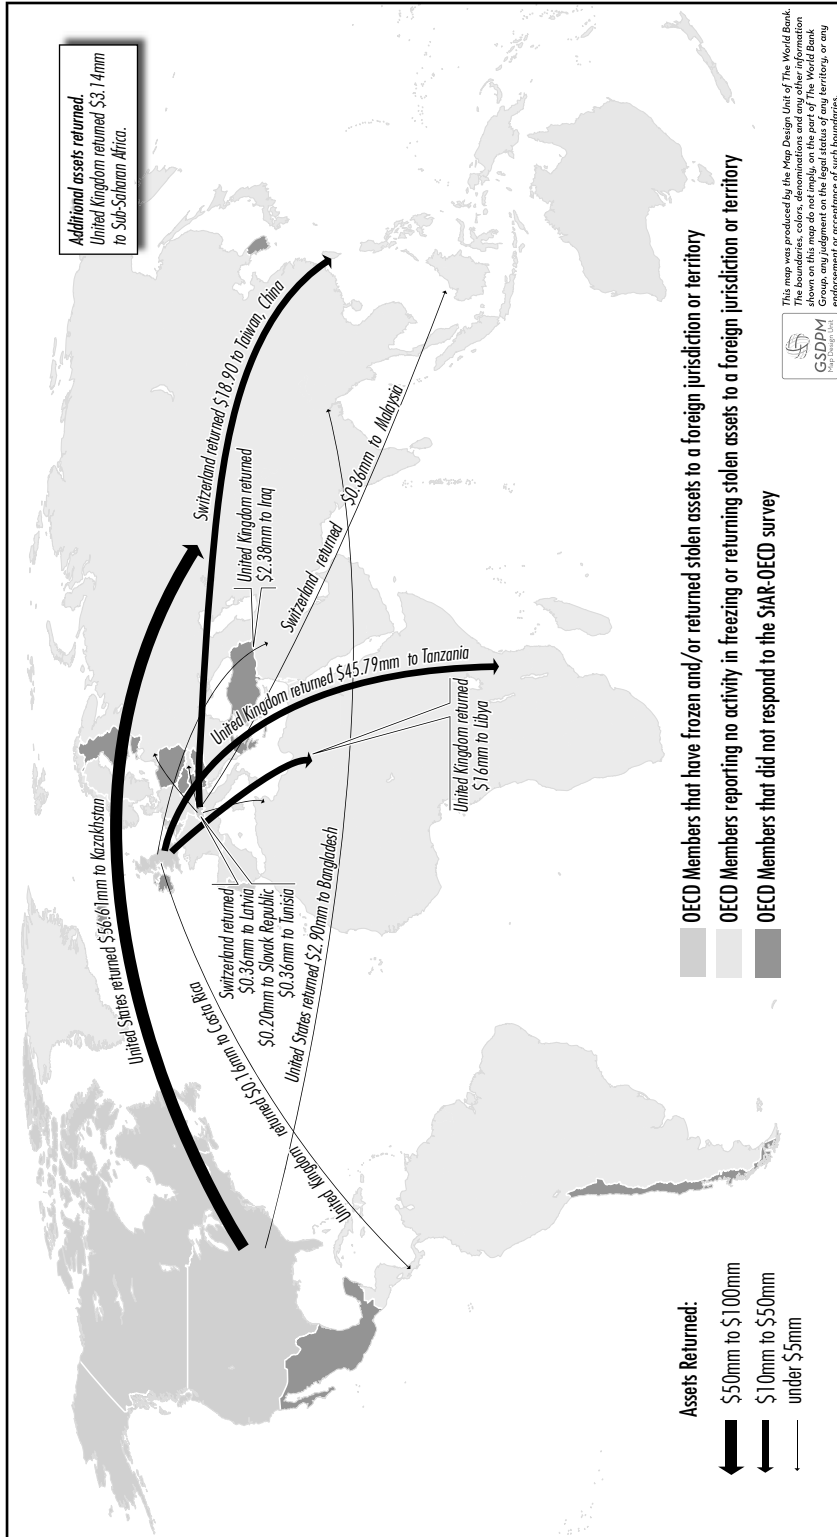 Additional assets returned.
United Kingdom returned $3.14mm
to Sub-Saharan Africa.
United States returned $56.61mm to Kazakhstan
Switzerland returned $18.90 to Taiwan, China
United Kingdom returned
$2.38mm to Iraq
Switzerland returned $0.36mm to Malaysia
United Kingdom returned $45.79mm to Tanzania
United Kingdom returned
$16mm to Libya
Switzerland returned
$0.36mm to Latvia
$0.20mm to Slovak Republic
$0.36mm to Tunisia
United States returned $2.90mm to Bangladesh
United Kingdom returned $0.16mm to Costa Rica
Assets Returned:
$50mm to $100mm
$10mm to $50mm
under $5mm
OECD Members that have frozen and/or returned stolen assets to a foreign jurisdiction or territory
OECD Members reporting no activity in freezing or returning stolen assets to a foreign jurisdiction or territory
OECD Members that did not respond to the StAR-OECD survey
GSDPM
Map Design Unit
This map was produced by the Map Design Unit of The World Bank.
The boundaries, colors, denominations and any other information
shown on this map do not imply, on the part of The World Bank
Group, any judgment on the legal status of any territory, or any
endorsement or acceptance of such boundaries.